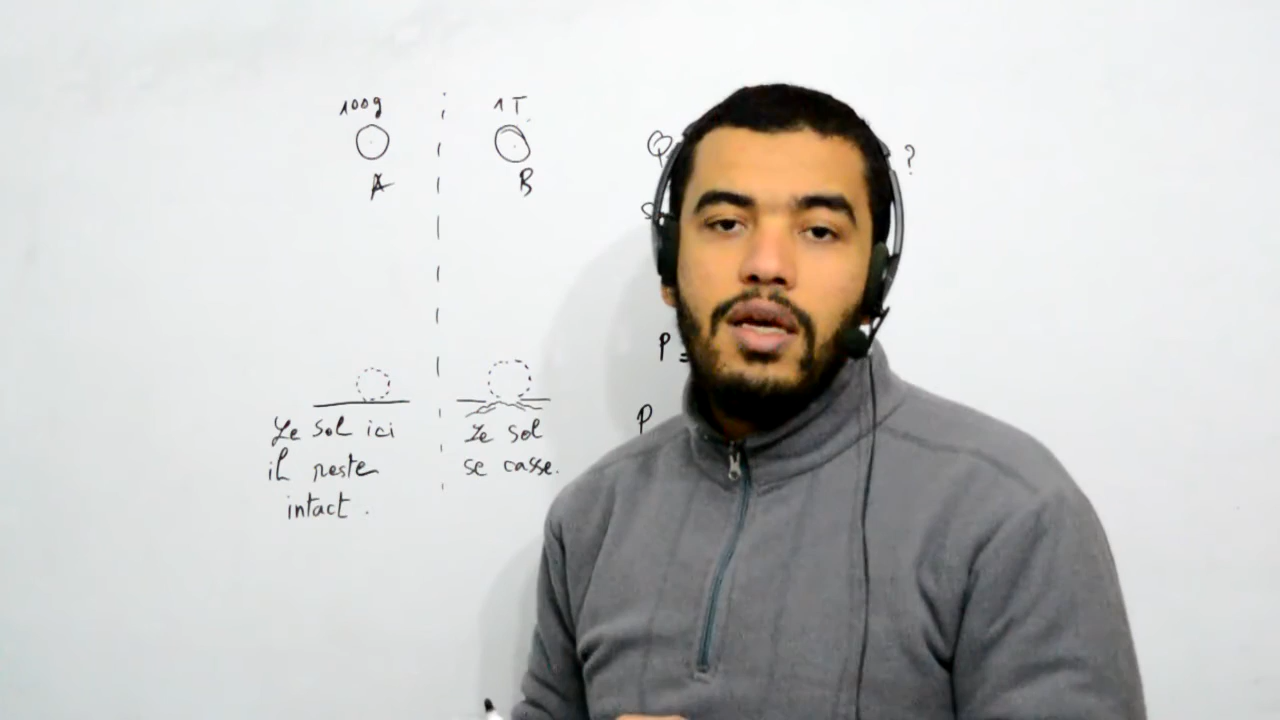 100g
1T.
A
B
Q
?
S
P =
P
Le sol ici
il reste
intact.
Le sol
se casse.